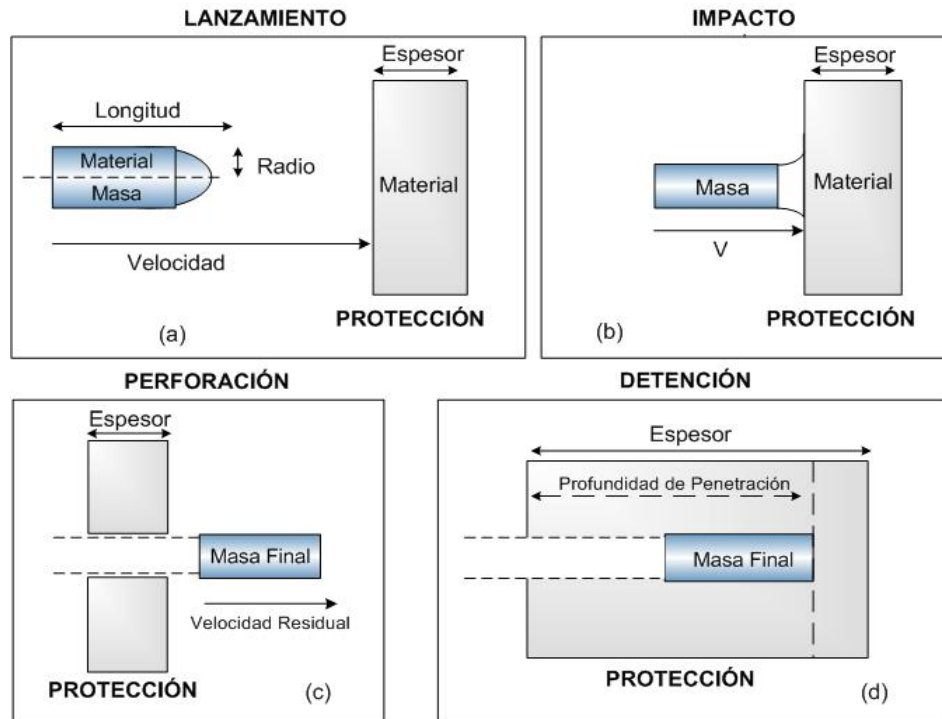 LANZAMIENTO
Espesor
Longitud
Material
Masa
Radio
Material
Velocidad
PROTECCIÓN
(a)
IMPACTO
Espesor
Masa
Material
V
PROTECCIÓN
(b)
PERFORACIÓN
Espesor
Masa Final
Velocidad Residual
PROTECCIÓN
(c)
DETENCIÓN
Espesor
Profundidad de Penetración
Masa Final
PROTECCIÓN
(d)